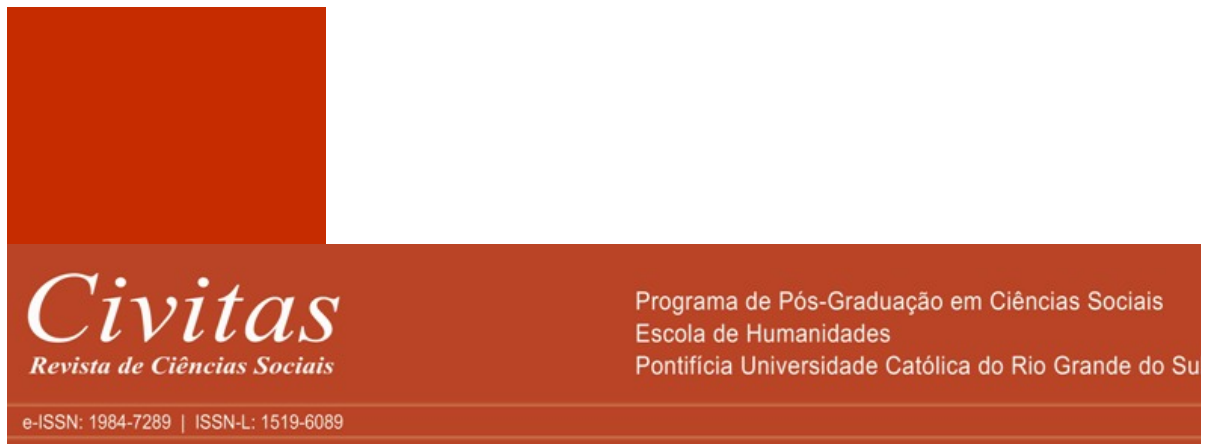 Civitas
Revista de Ciências Sociais
Programa de Pós-Graduação em Ciências Sociais
Escola de Humanidades
Pontifícia Universidade Católica do Rio Grande do Su
e-ISSN: 1984-7289 | ISSN-L: 1519-6089